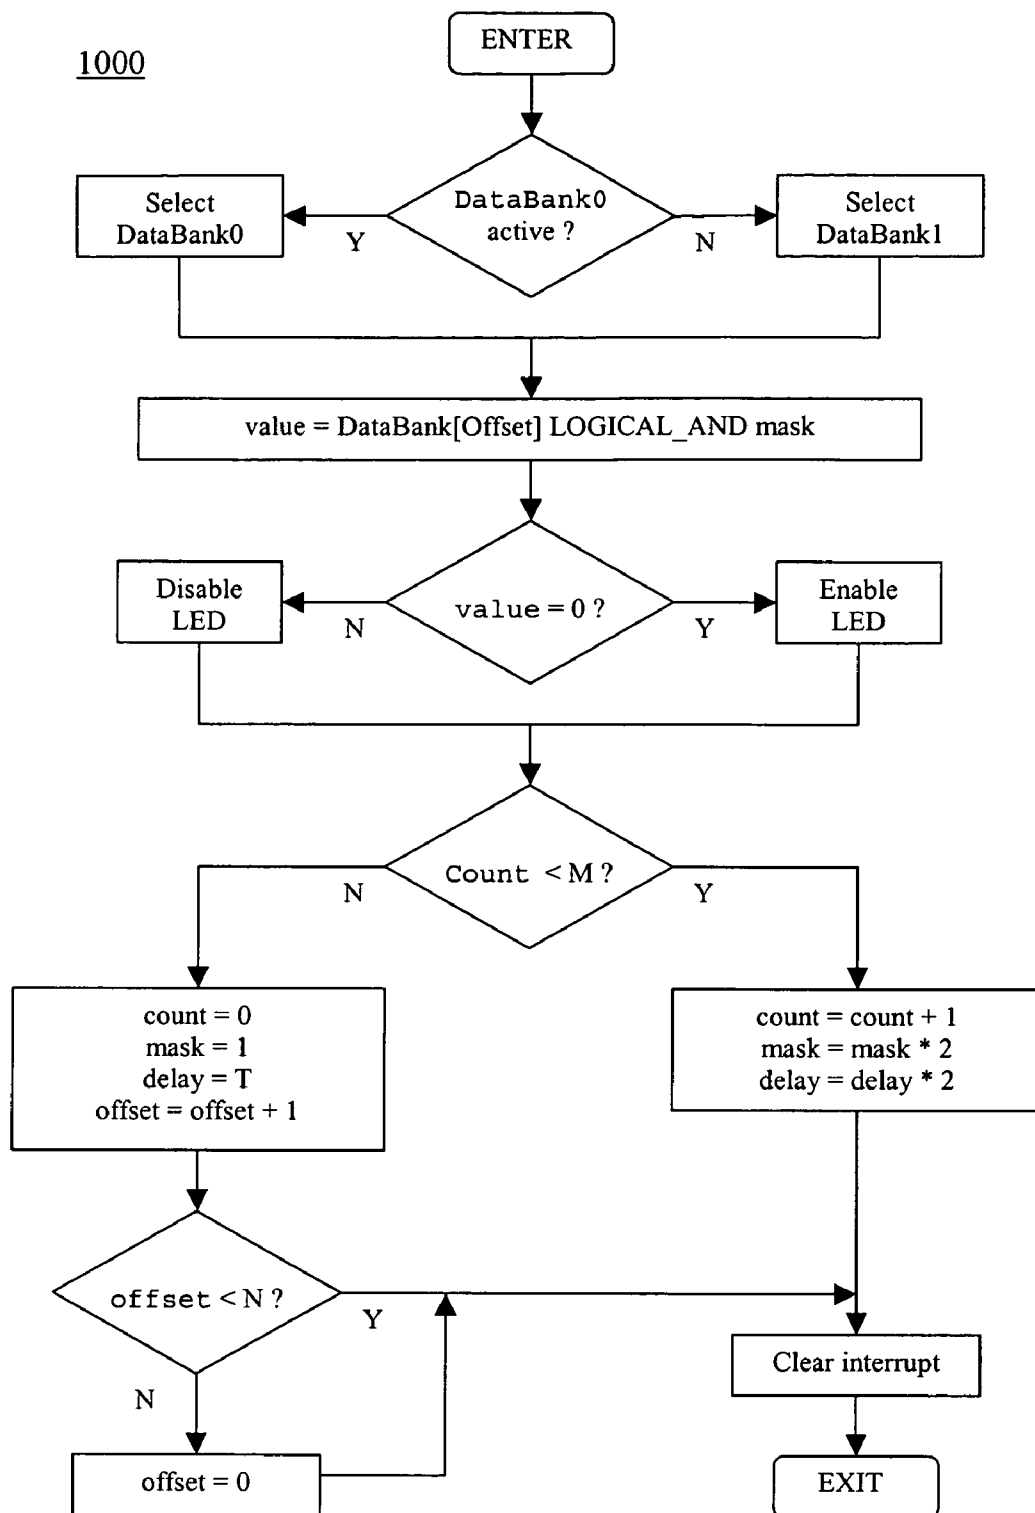 1000
ENTER
DataBank0
active ?
Y
N
Select
DataBank0
Select
DataBank1
value = DataBank[Offset] LOGICAL_AND mask
value = 0 ?
N
Y
Disable
LED
Enable
LED
Count < M ?
N
Y
count = 0
mask = 1
delay = T
offset = offset + 1
count = count + 1
mask = mask * 2
delay = delay * 2
offset < N ?
Y
N
Clear interrupt
offset = 0
EXIT